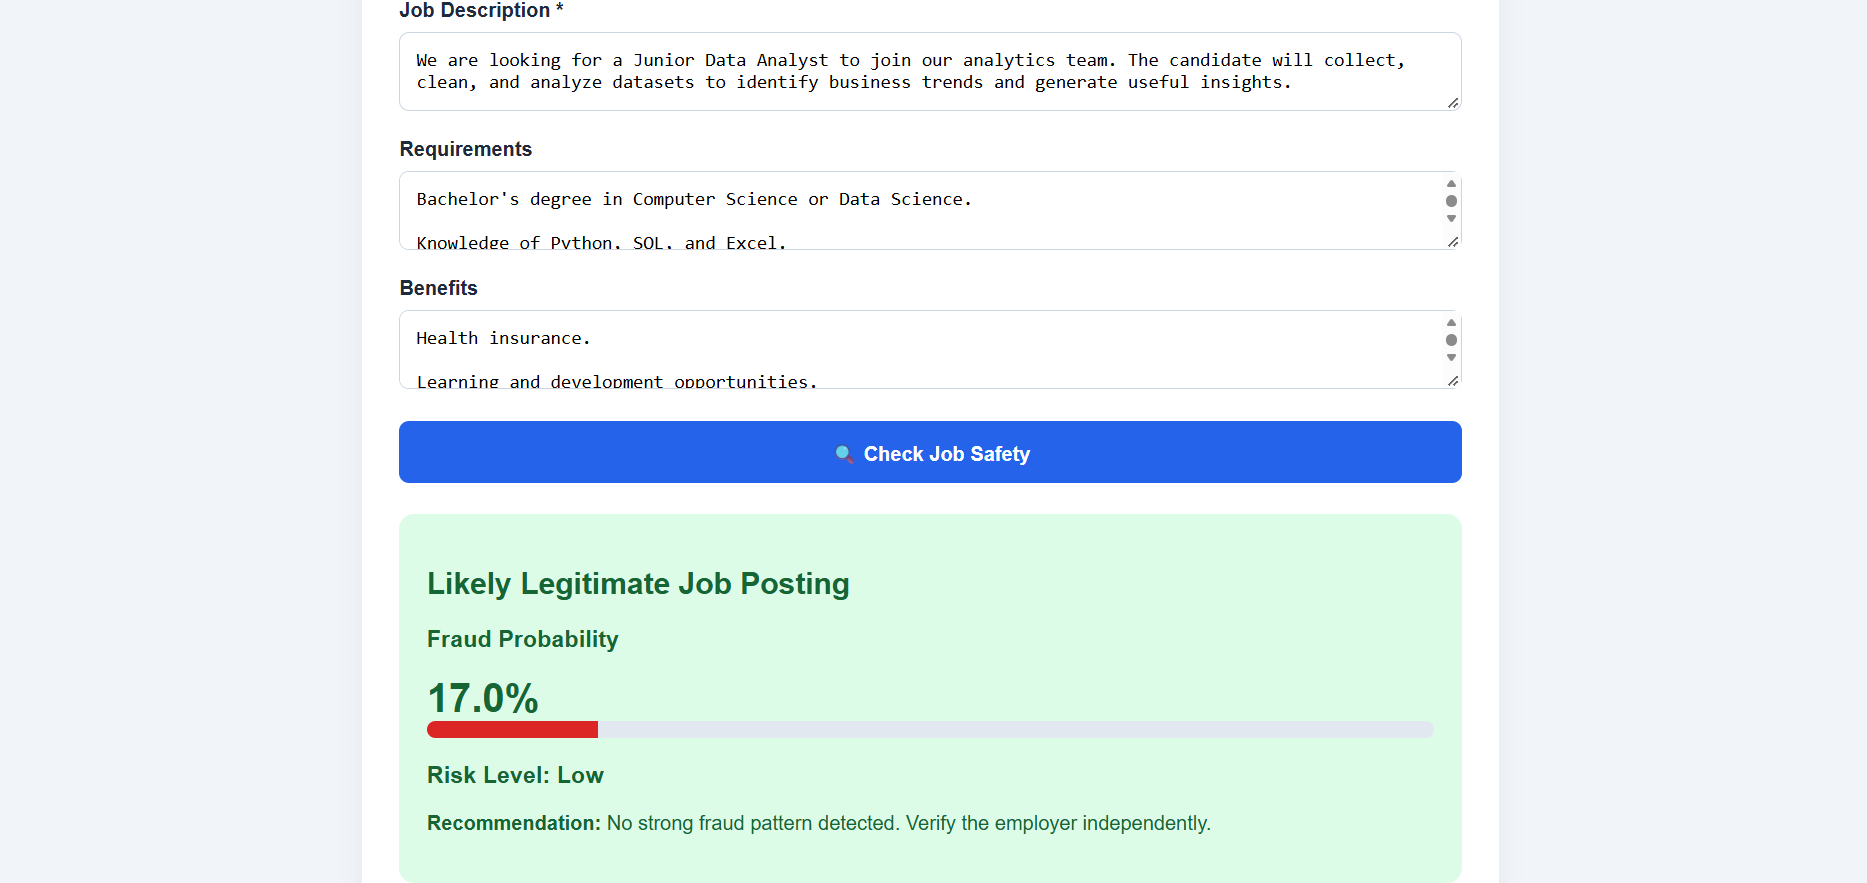 Job Description *
We are looking for a Junior Data Analyst to join our analytics team. The candidate will collect,
clean, and analyze datasets to identify business trends and generate useful insights.
Requirements
Bachelor's degree in Computer Science or Data Science.
Knowledge of Python, SQL, and Excel.
Benefits
Health insurance.
Learning and development opportunities.
Check Job Safety
Likely Legitimate Job Posting
Fraud Probability
17.0%
Risk Level: Low
Recommendation: No strong fraud pattern detected. Verify the employer independently.